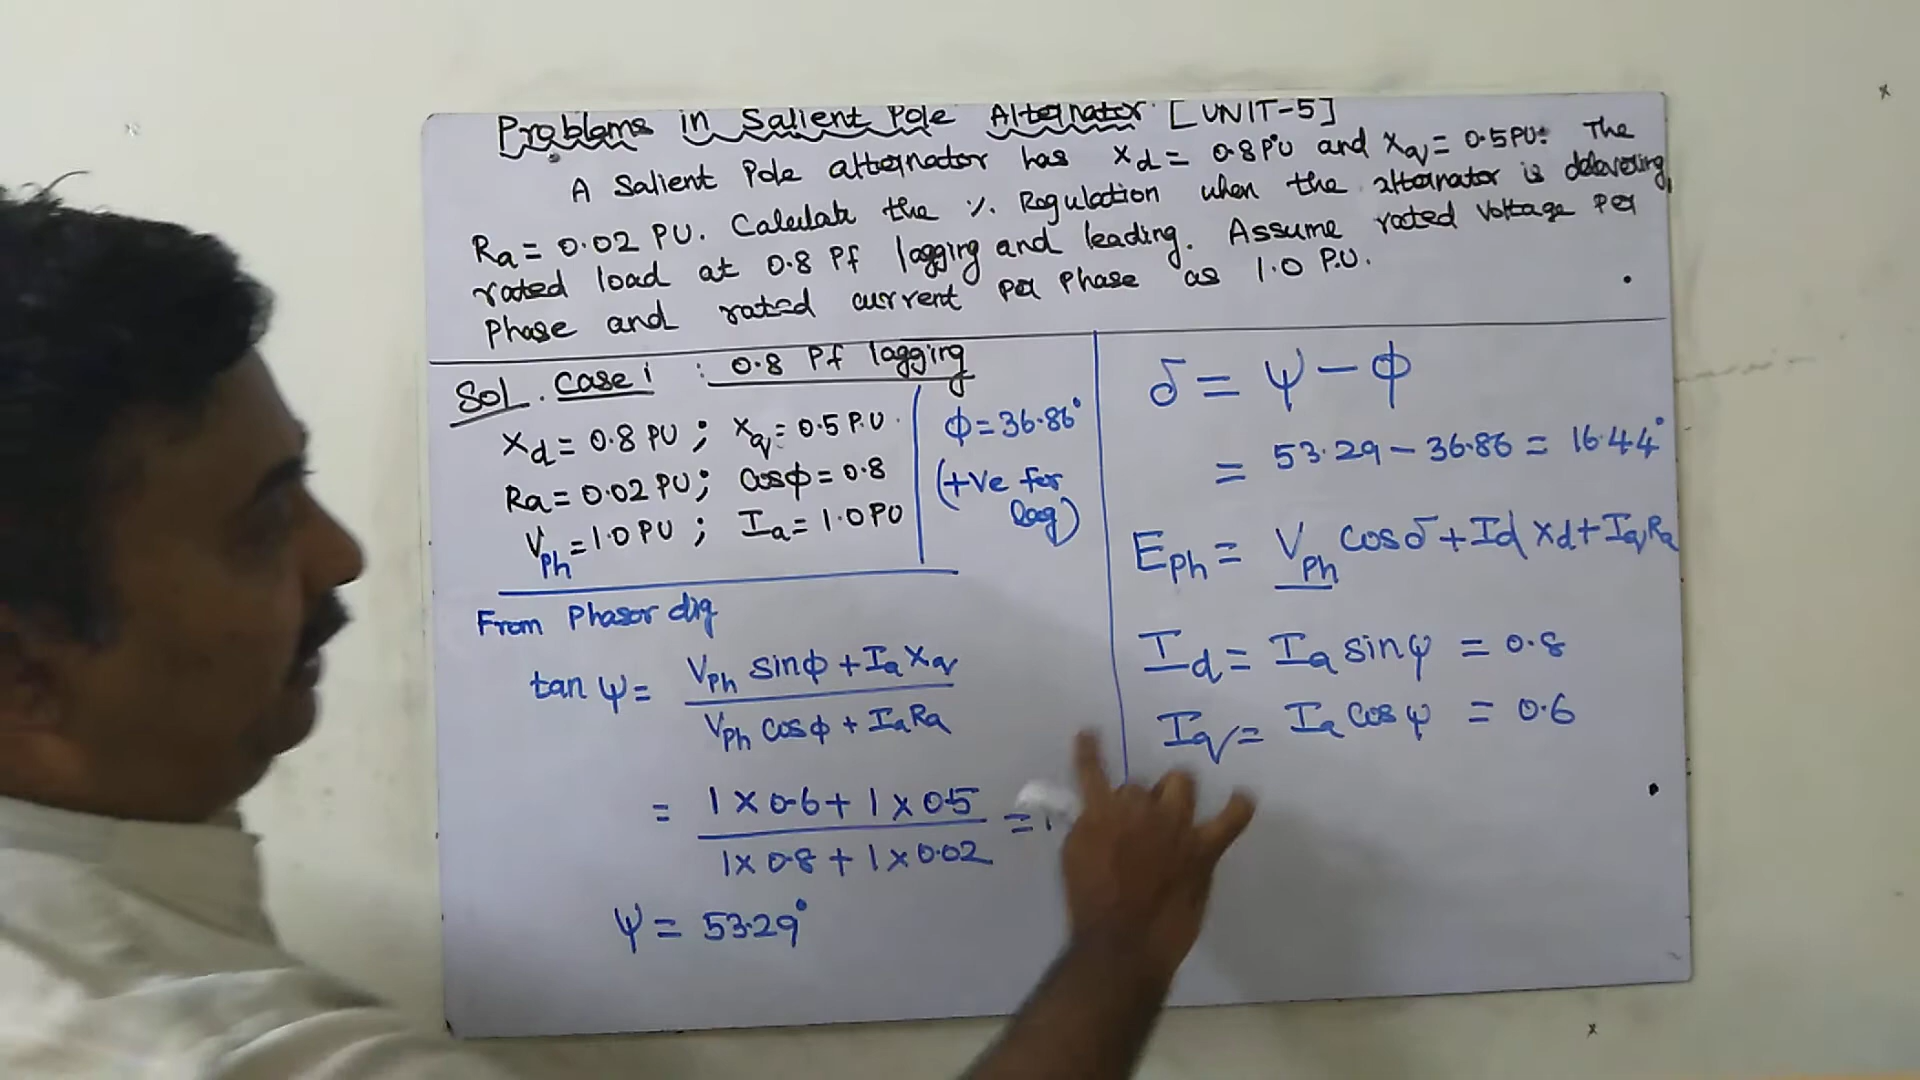 Problems in Salient Pole Alternator [UNIT-5]
A Salient Pole alternator has Xd = 0.8 PU and Xq = 0.5 PU. The
Ra = 0.02 PU. Calculate the % Regulation when the alternator is delavering
rated load at 0.8 Pf lagging and leading. Assume rated Voltage per
Phase and rated current per Phase as 1.0 P.U.
Sol. Case 1 : 0.8 Pf lagging
Xd = 0.8 PU ; Xq = 0.5 P.U
Ra = 0.02 PU ; cosϕ = 0.8
VPh = 1.0 PU ; Ia = 1.0 PU
ϕ = 36.86°
(+ve for
lag)
From Phasor dig
tan ψ = VPh sinϕ + Ia Xq
VPh cosϕ + Ia Ra
= 1 × 0.6 + 1 × 0.5 =
1 × 0.8 + 1 × 0.02
ψ = 53.29°
δ = ψ - ϕ
= 53.29 - 36.86 = 16.44°
EPh = VPh cosδ + Id Xd + Iq Ra
Id = Ia sinψ = 0.8
Iq = Ia cosψ = 0.6